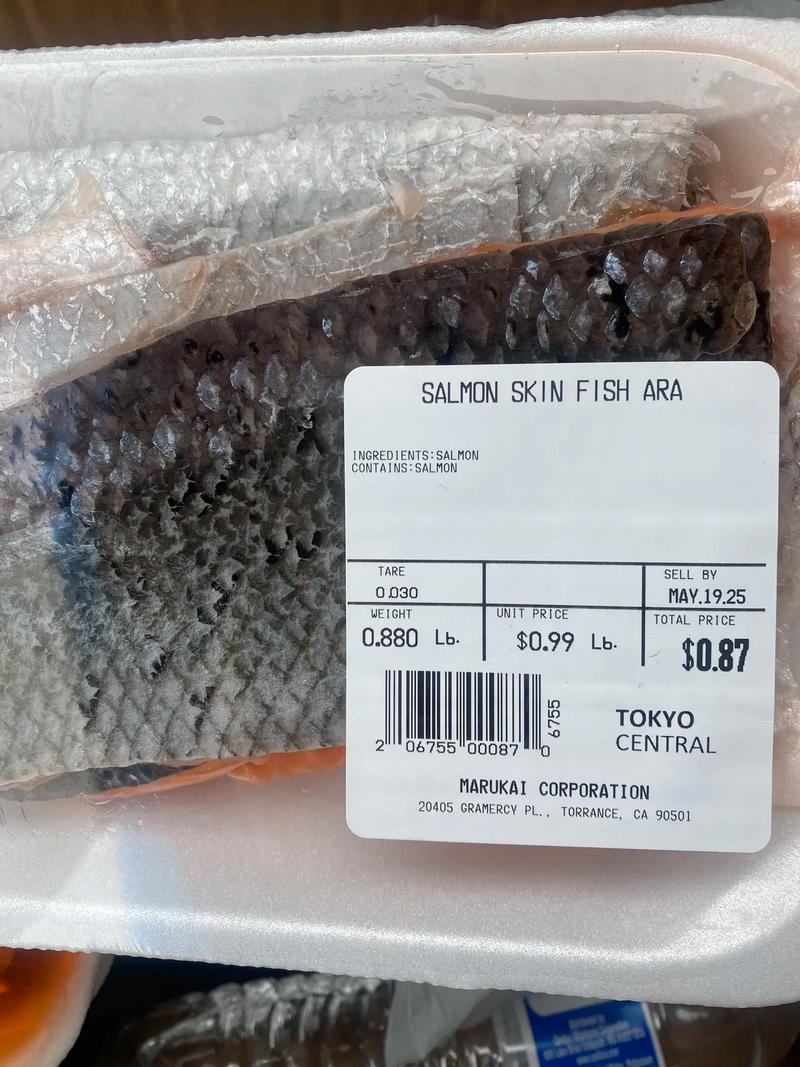 SALMON SKIN FISH ARA
INGREDIENTS:SALMON
CONTAINS:SALMON
TARE
0.030
SELL BY
MAY.19.25
WEIGHT
0.880 Lb.
UNIT PRICE
$0.99 Lb.
TOTAL PRICE
$0.87
2 06755 00087 0
6755
TOKYO
CENTRAL
MARUKAI CORPORATION
20405 GRAMERCY PL., TORRANCE, CA 90501